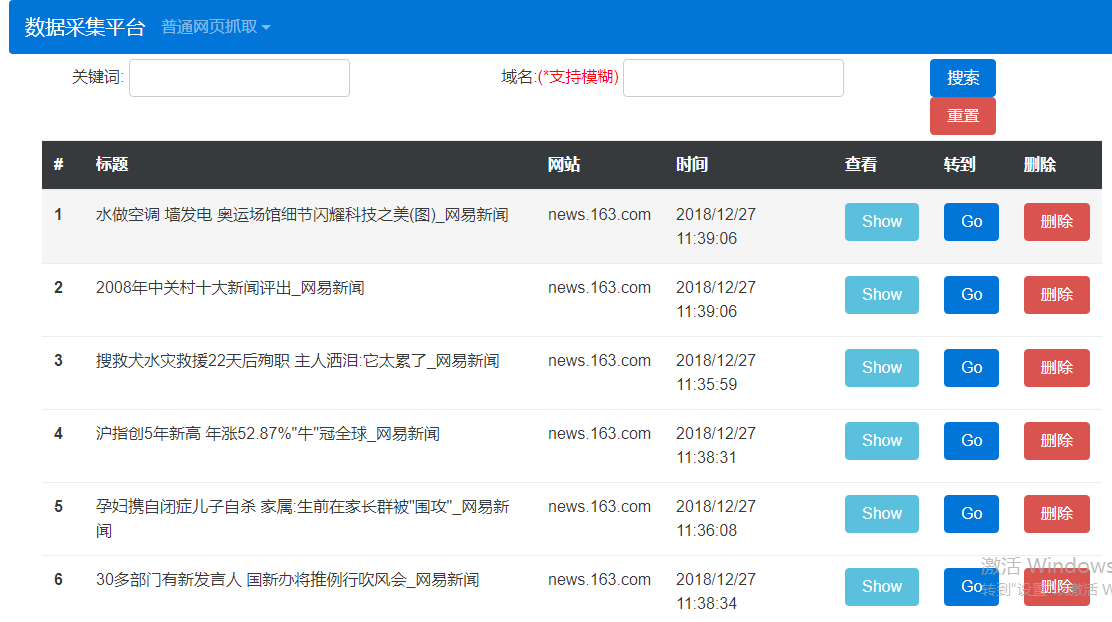 数据采集平台 普通网页抓取
关键词: 域名:(*支持模糊) 搜索
重置
# 标题 网站 时间 查看 转到 删除
1 水做空调 墙发电 奥运场馆细节闪耀科技之美(图)_网易新闻 news.163.com 2018/12/27 Show Go 删除
11:39:06
2 2008年中关村十大新闻评出_网易新闻 news.163.com 2018/12/27 Show Go 删除
11:39:06
3 搜救犬水灾救援22天后殉职 主人洒泪:它太累了_网易新闻 news.163.com 2018/12/27 Show Go 删除
11:35:59
4 沪指创5年新高 年涨52.87%"牛"冠全球_网易新闻 news.163.com 2018/12/27 Show Go 删除
11:38:31
5 孕妇携自闭症儿子自杀 家属:生前在家长群被"围攻"_网易新 news.163.com 2018/12/27 Show Go 删除
闻 11:36:08
6 30多部门有新发言人 国新办将推例行吹风会_网易新闻 news.163.com 2018/12/27 Show Go 删除
11:38:34
激活 Windows
转到"设置"以激活 W